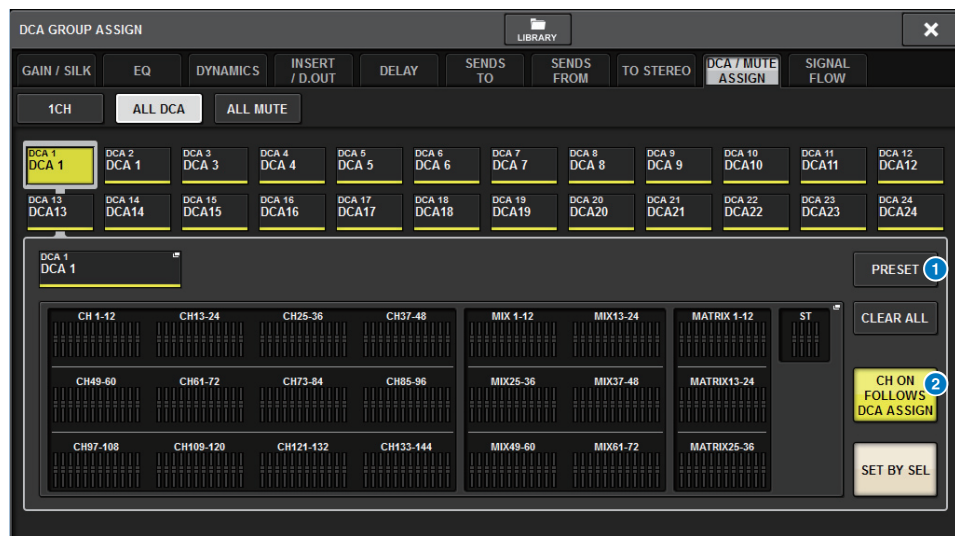 DCA GROUP ASSIGN
LIBRARY
GAIN / SILK EQ DYNAMICS INSERT / D.OUT DELAY SENDS TO SENDS FROM TO STEREO DCA / MUTE ASSIGN SIGNAL FLOW
1CH ALL DCA ALL MUTE
DCA 1 DCA 2 DCA 3 DCA 4 DCA 5 DCA 6 DCA 7 DCA 8 DCA 9 DCA 10 DCA 11 DCA 12
DCA 1 DCA 1 DCA 3 DCA 4 DCA 5 DCA 6 DCA 7 DCA 8 DCA 9 DCA10 DCA11 DCA12
DCA 13 DCA 14 DCA 15 DCA 16 DCA 17 DCA 18 DCA 19 DCA 20 DCA 21 DCA 22 DCA 23 DCA 24
DCA13 DCA14 DCA15 DCA16 DCA17 DCA18 DCA19 DCA20 DCA21 DCA22 DCA23 DCA24
DCA 1
DCA 1
PRESET 1
CH 1-12 CH13-24 CH25-36 CH37-48 MIX 1-12 MIX13-24 MATRIX 1-12 ST
CLEAR ALL
CH49-60 CH61-72 CH73-84 CH85-96 MIX25-36 MIX37-48 MATRIX13-24
CH ON FOLLOWS DCA ASSIGN 2
CH97-108 CH109-120 CH121-132 CH133-144 MIX49-60 MIX61-72 MATRIX25-36
SET BY SEL